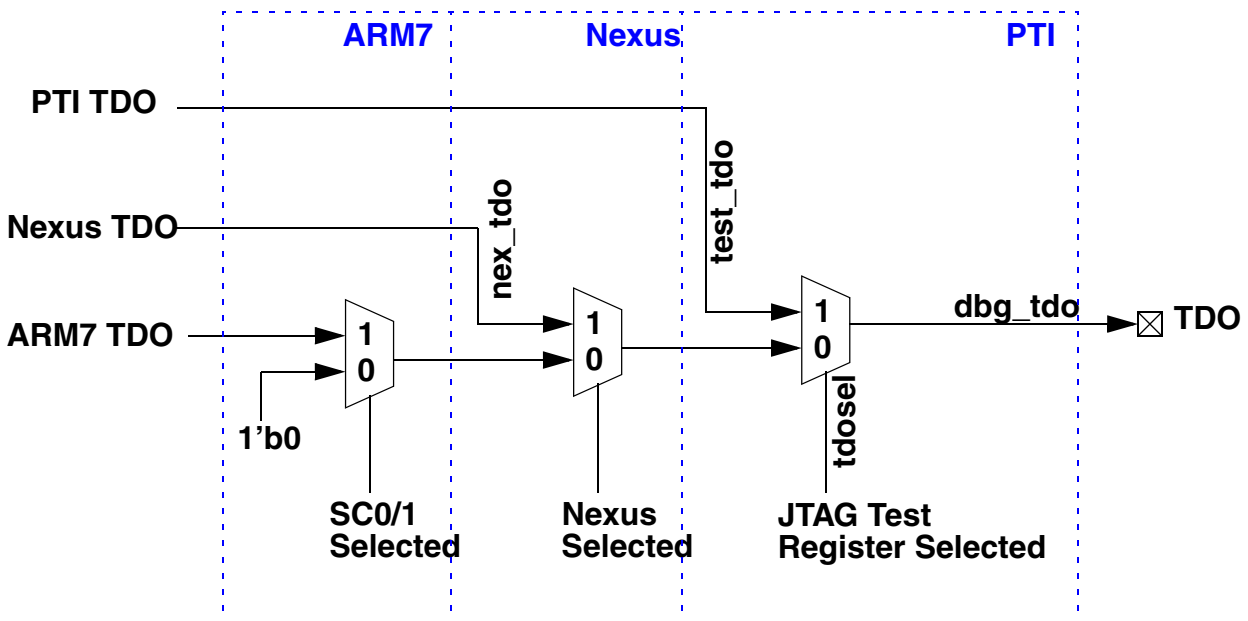 ARM7
Nexus
PTI
PTI TDO
test_tdo
Nexus TDO
nex_tdo
ARM7 TDO
1
0
1
0
1
0
dbg_tdo
TDO
1'b0
tdosel
SC0/1
Selected
Nexus
Selected
JTAG Test
Register Selected